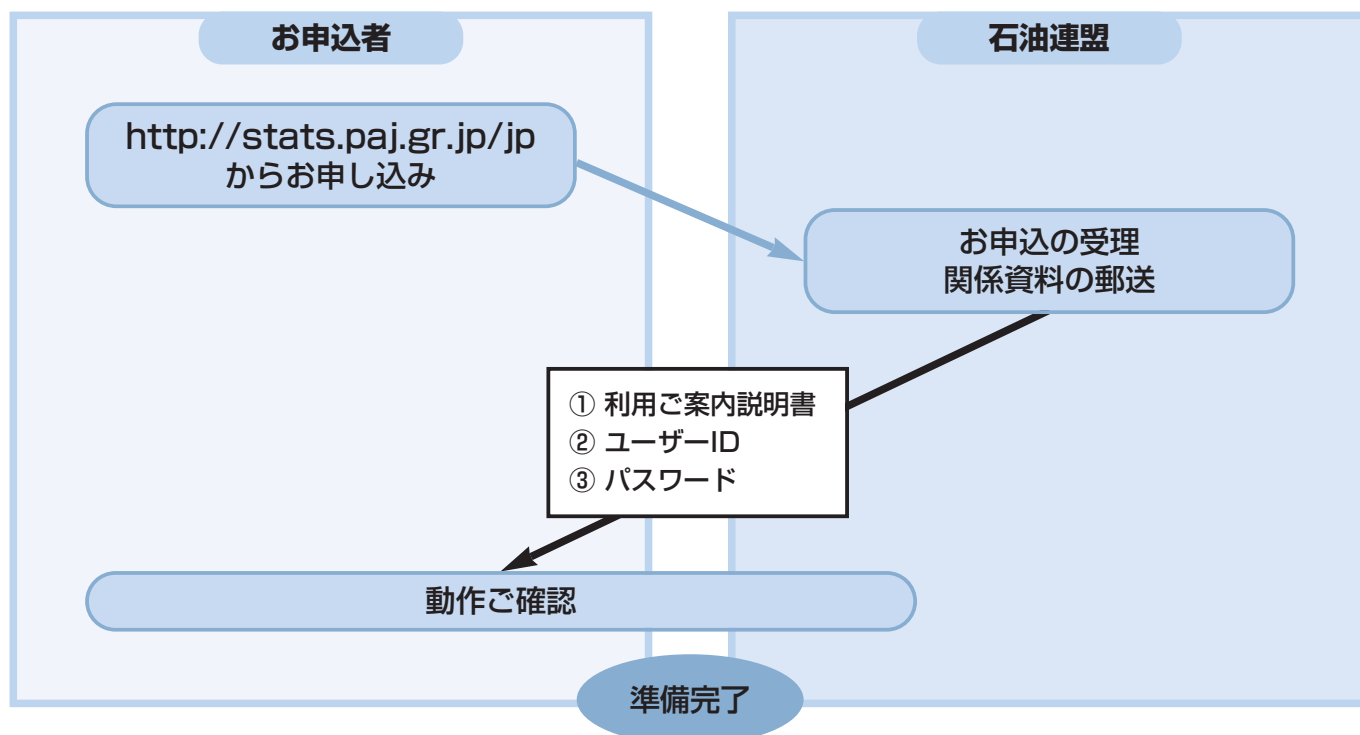 お申込者
石油連盟
http://stats.paj.gr.jp/jp
からお申し込み
お申込の受理
関係資料の郵送
① 利用ご案内説明書
② ユーザーID
③ パスワード
動作ご確認
準備完了